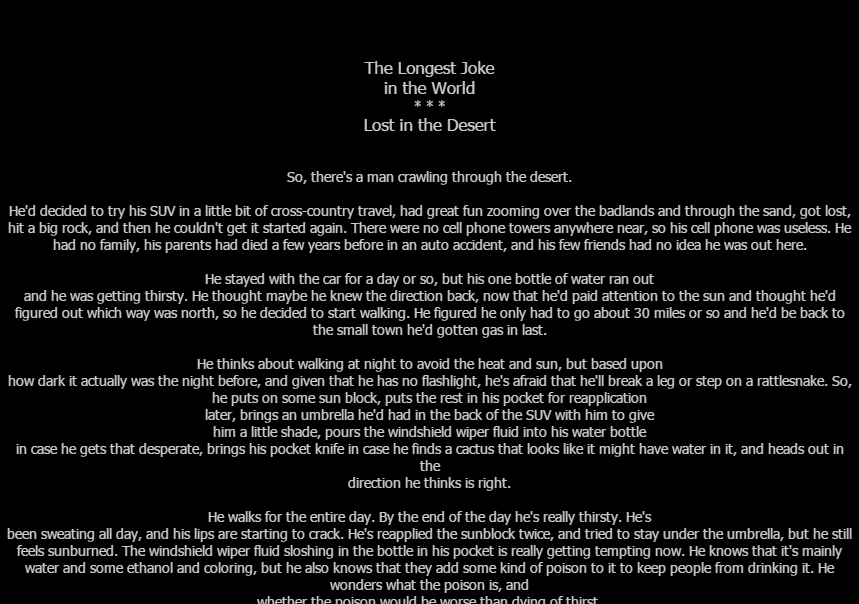 The Longest Joke
in the World
* * *
Lost in the Desert
So, there's a man crawling through the desert.
He'd decided to try his SUV in a little bit of cross-country travel, had great fun zooming over the badlands and through the sand, got lost,
hit a big rock, and then he couldn't get it started again. There were no cell phone towers anywhere near, so his cell phone was useless. He
had no family, his parents had died a few years before in an auto accident, and his few friends had no idea he was out here.
He stayed with the car for a day or so, but his one bottle of water ran out
and he was getting thirsty. He thought maybe he knew the direction back, now that he'd paid attention to the sun and thought he'd
figured out which way was north, so he decided to start walking. He figured he only had to go about 30 miles or so and he'd be back to
the small town he'd gotten gas in last.
He thinks about walking at night to avoid the heat and sun, but based upon
how dark it actually was the night before, and given that he has no flashlight, he's afraid that he'll break a leg or step on a rattlesnake. So,
he puts on some sun block, puts the rest in his pocket for reapplication
later, brings an umbrella he'd had in the back of the SUV with him to give
him a little shade, pours the windshield wiper fluid into his water bottle
in case he gets that desperate, brings his pocket knife in case he finds a cactus that looks like it might have water in it, and heads out in
the
direction he thinks is right.
He walks for the entire day. By the end of the day he's really thirsty. He's
been sweating all day, and his lips are starting to crack. He's reapplied the sunblock twice, and tried to stay under the umbrella, but he still
feels sunburned. The windshield wiper fluid sloshing in the bottle in his pocket is really getting tempting now. He knows that it's mainly
water and some ethanol and coloring, but he also knows that they add some kind of poison to it to keep people from drinking it. He
wonders what the poison is, and
whether the poison would be worse than dying of thirst.